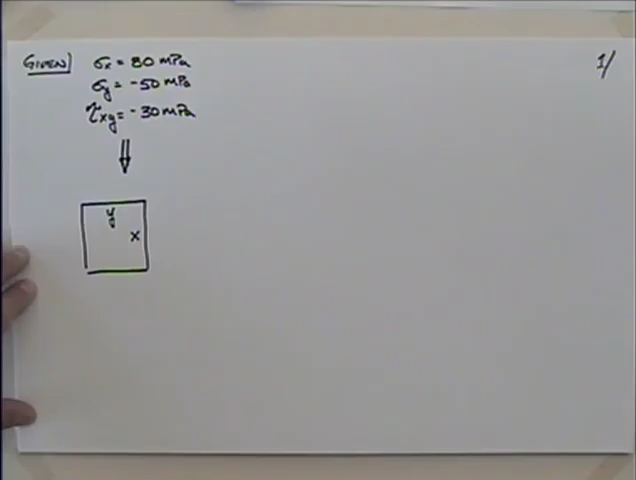 GIVEN) σx = 80 mPa
σy = -50 mPa
τxy = -30 mPa
1/
y
x